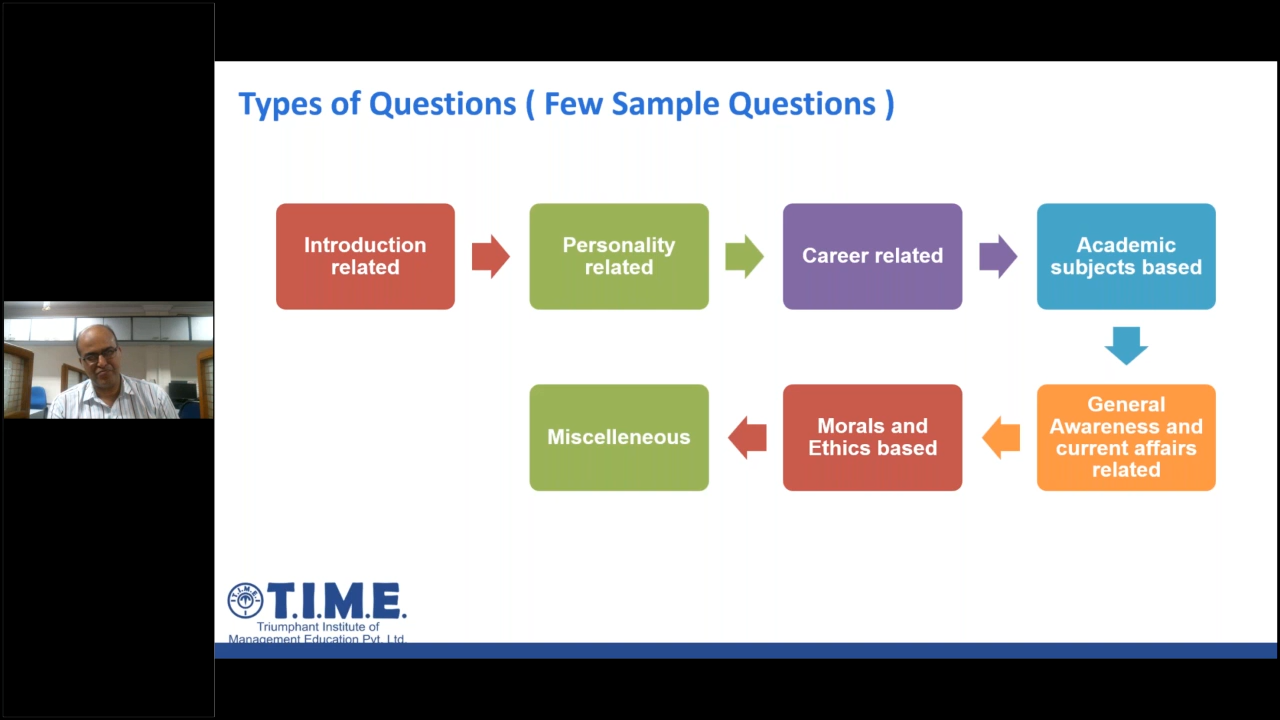 Types of Questions ( Few Sample Questions )
Introduction
related
Personality
related
Career related
Academic
subjects based
General
Awareness and
current affairs
related
Morals and
Ethics based
Miscelleneous
T.I.M.E.
T.I.M.E.
Triumphant Institute of
Management Education Pvt. Ltd.